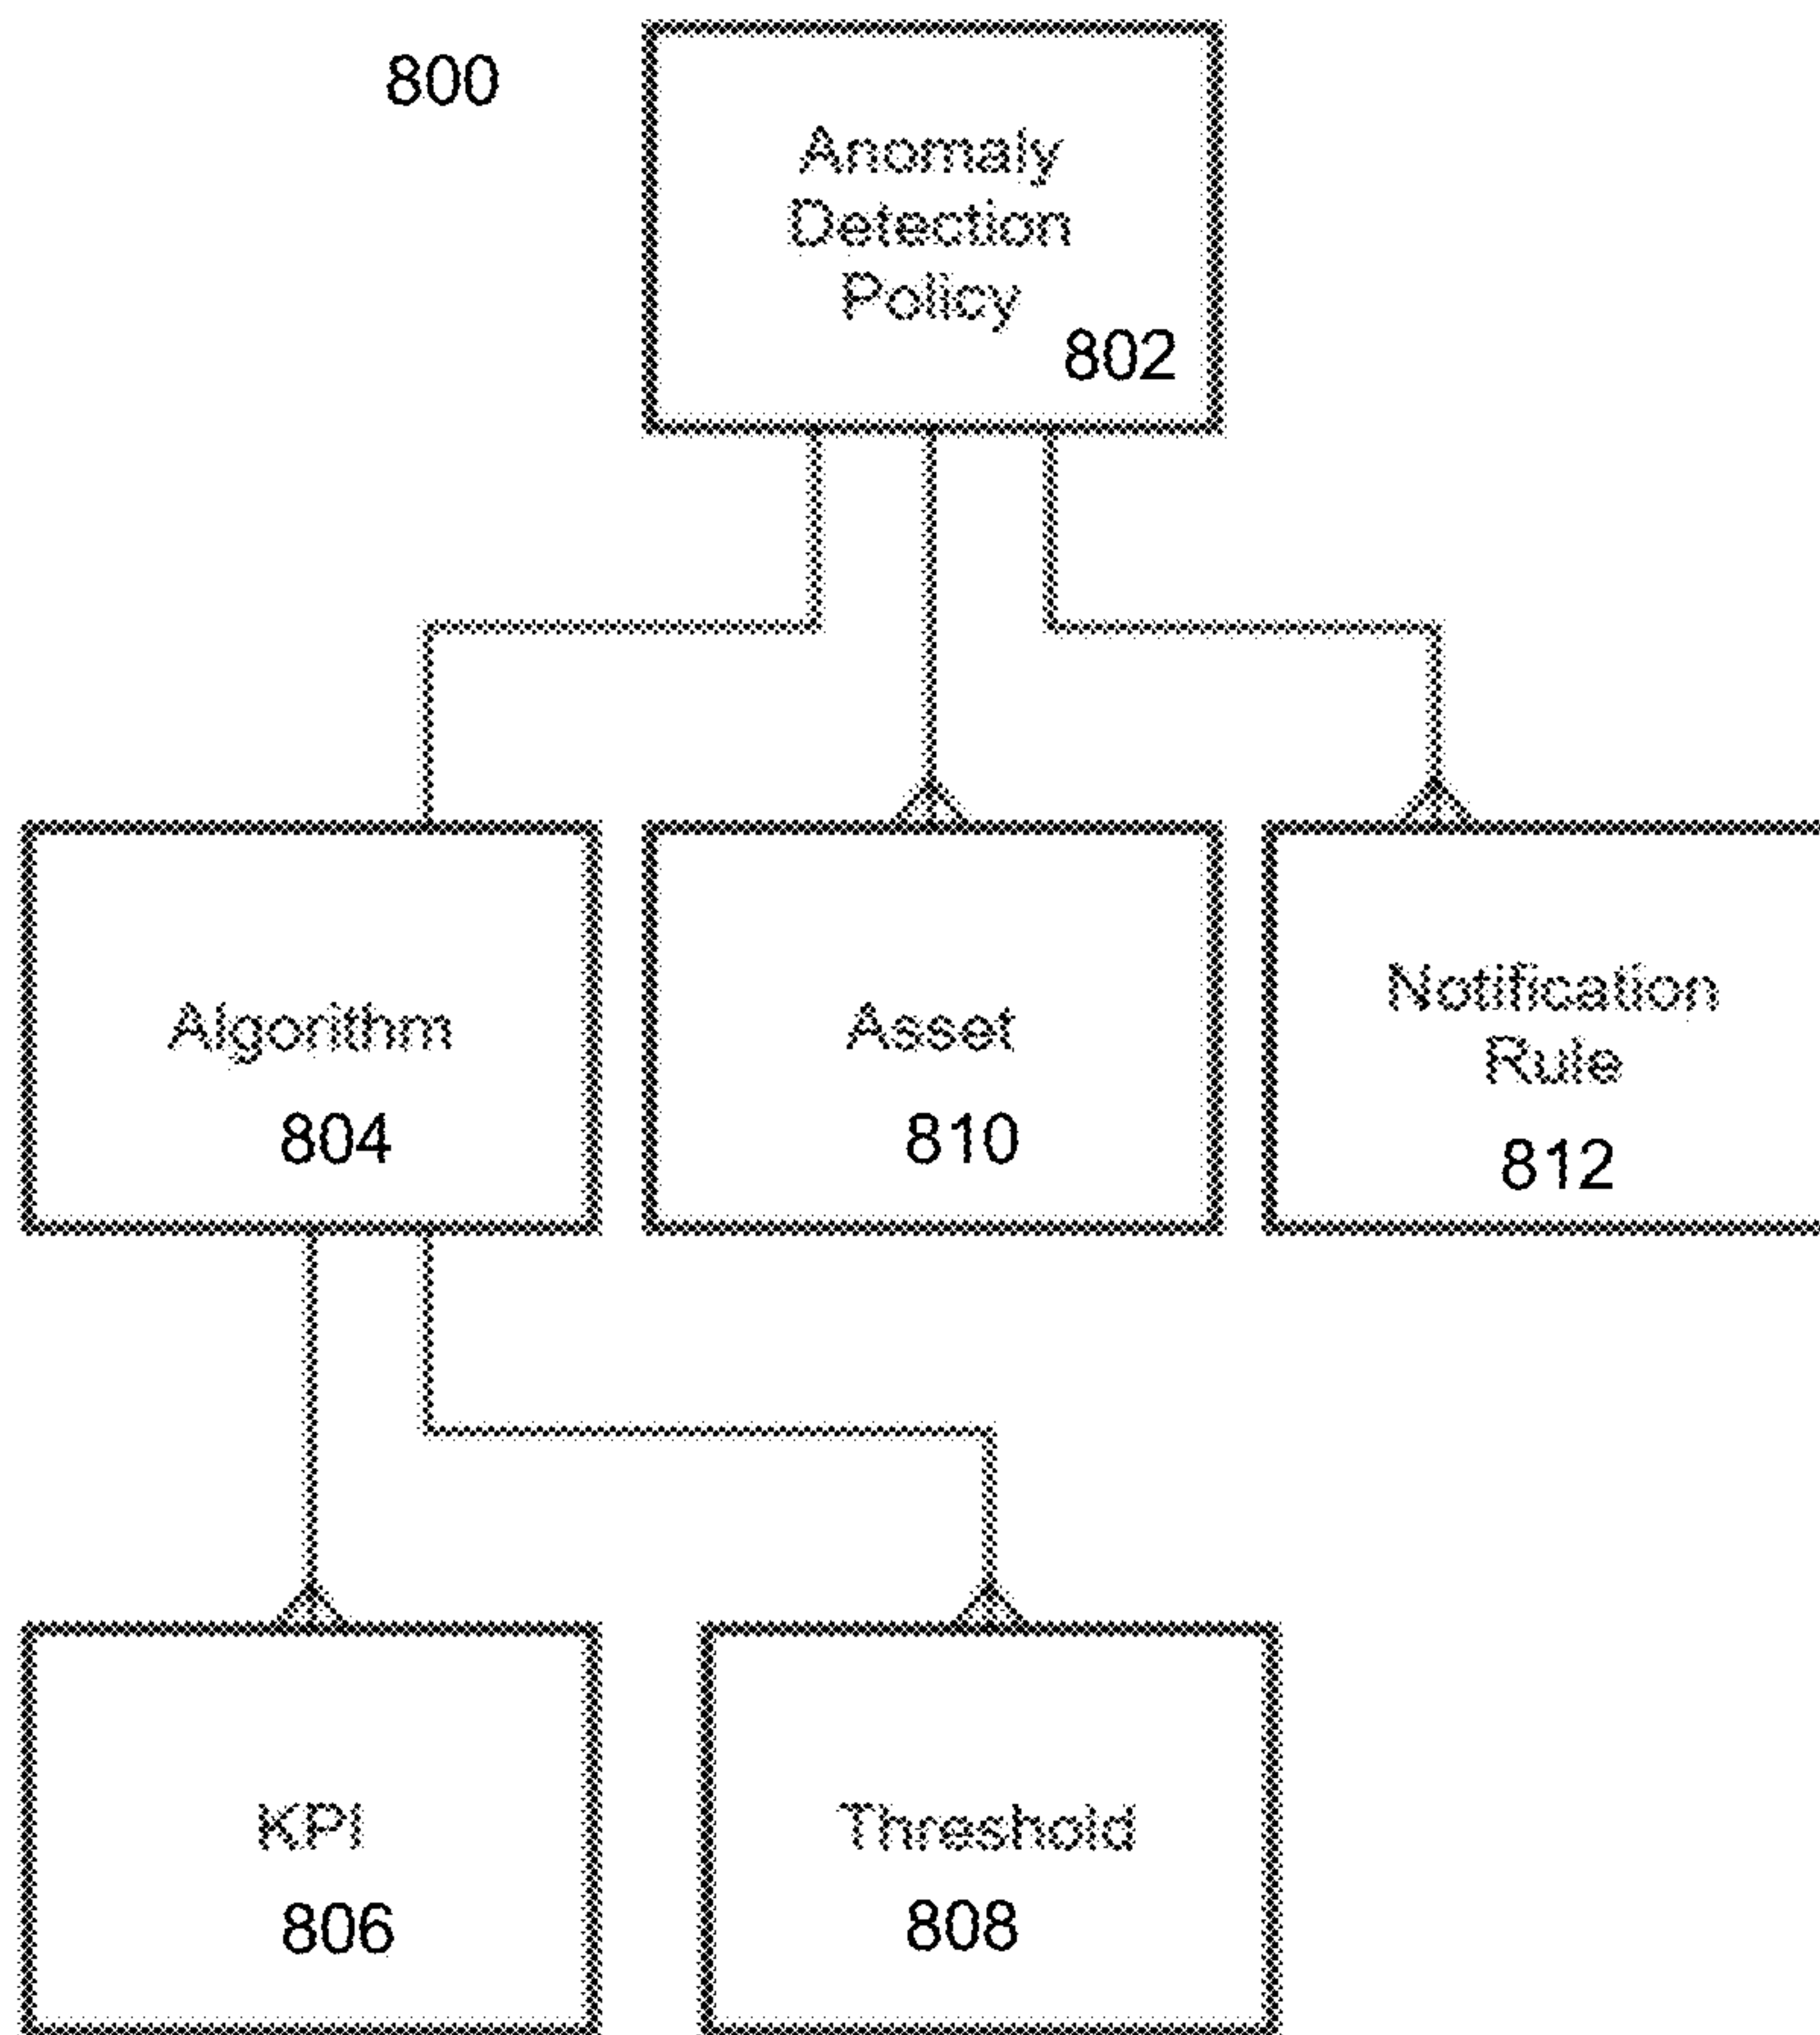 800
Anomaly
Detection
Policy
802
Algorithm
804
Asset
810
Notification
Rule
812
KPI
806
Threshold
808